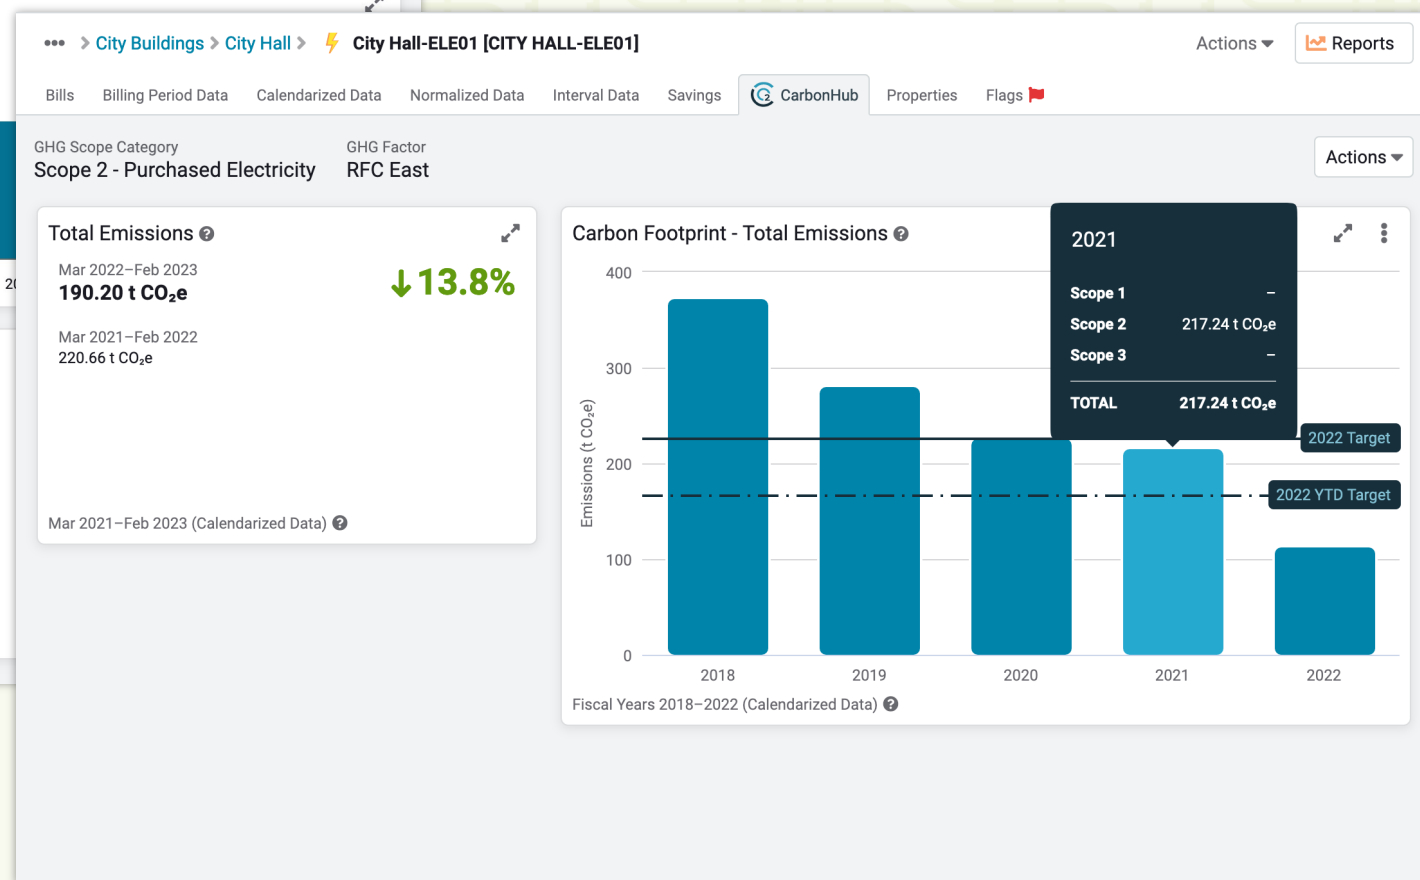 ••• > City Buildings > City Hall > City Hall-ELE01 [CITY HALL-ELE01]
Actions
Reports
Bills
Billing Period Data
Calendarized Data
Normalized Data
Interval Data
Savings
CarbonHub
Properties
Flags
GHG Scope Category
Scope 2 - Purchased Electricity
GHG Factor
RFC East
Actions
Total Emissions
Mar 2022–Feb 2023
190.20 t CO₂e
↓13.8%
Mar 2021–Feb 2022
220.66 t CO₂e
Mar 2021–Feb 2023 (Calendarized Data)
Carbon Footprint - Total Emissions
2021
Scope 1 –
Scope 2 217.24 t CO₂e
Scope 3 –
TOTAL 217.24 t CO₂e
Emissions (t CO₂e)
400
300
200
100
0
2022 Target
2022 YTD Target
2018
2019
2020
2021
2022
Fiscal Years 2018–2022 (Calendarized Data)